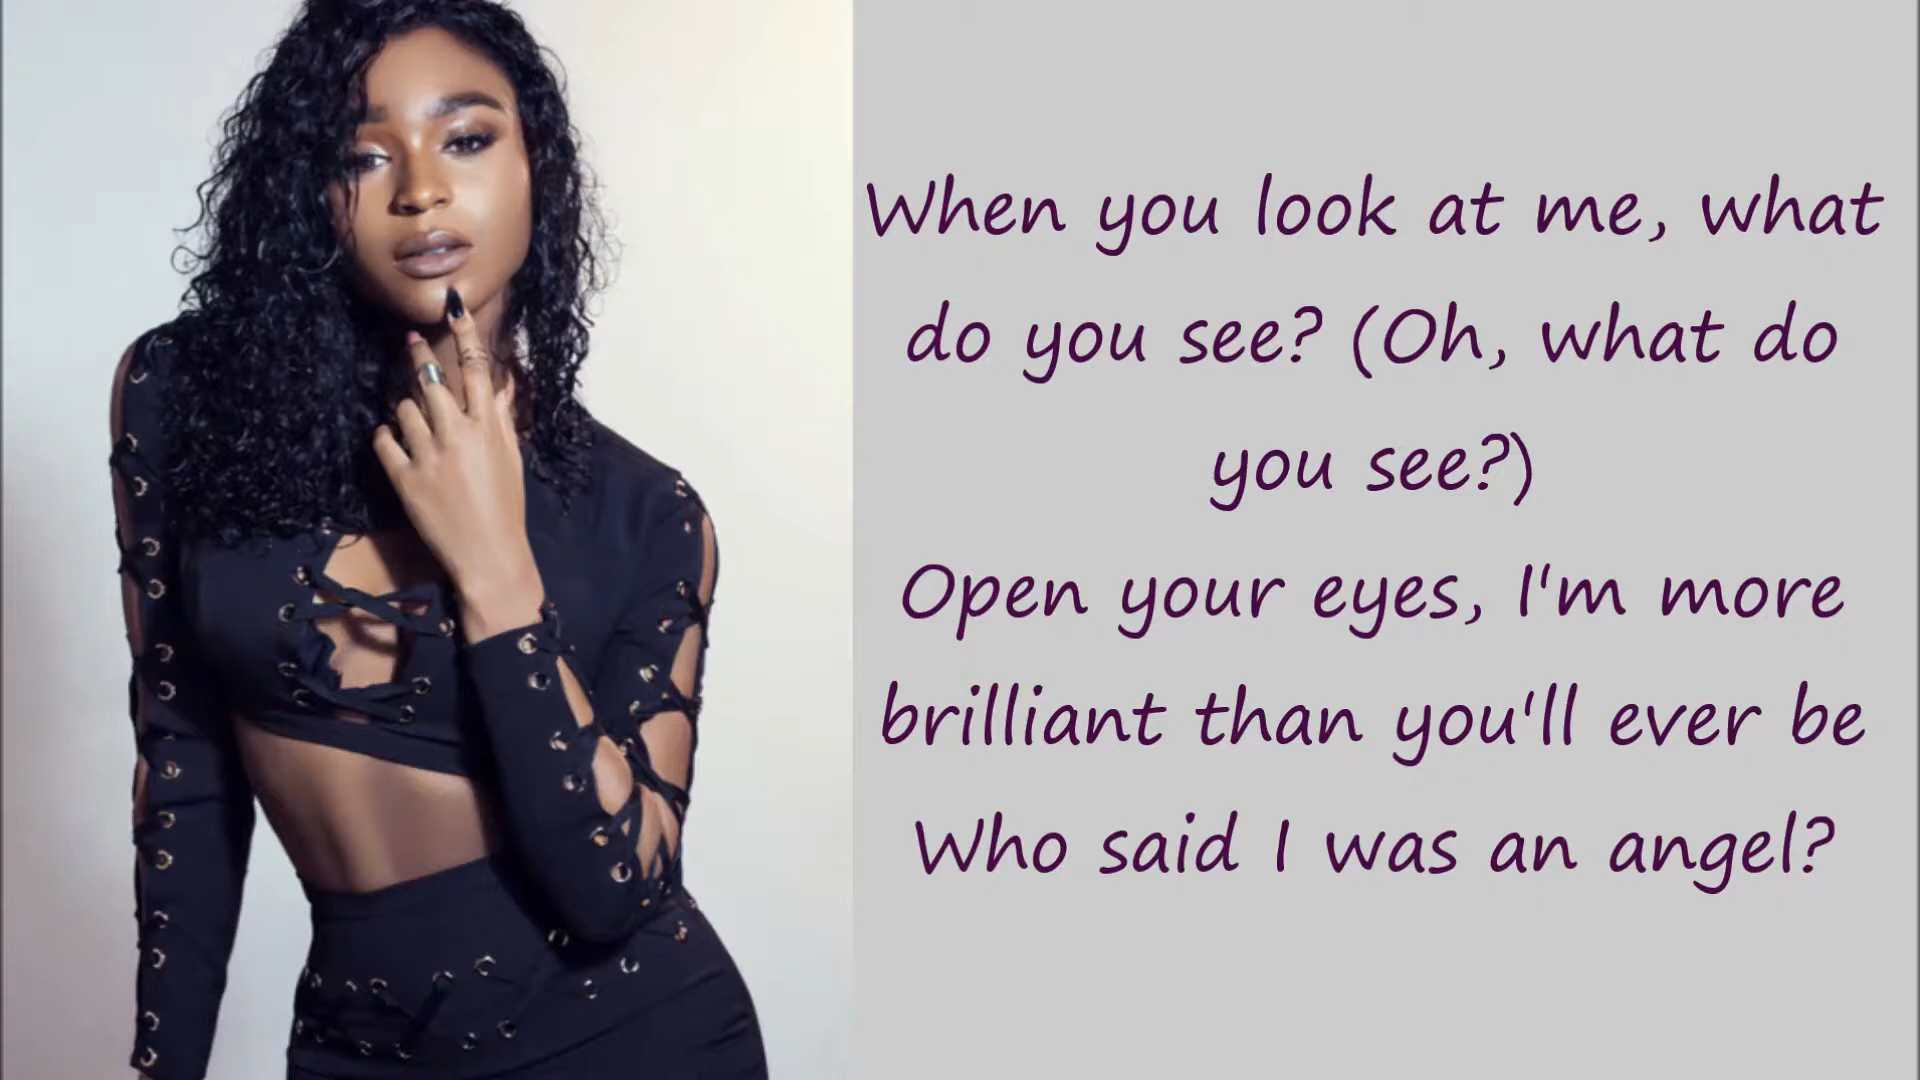 When you look at me, what
do you see? (Oh, what do
you see?)
Open your eyes, I'm more
brilliant than you'll ever be
Who said I was an angel?